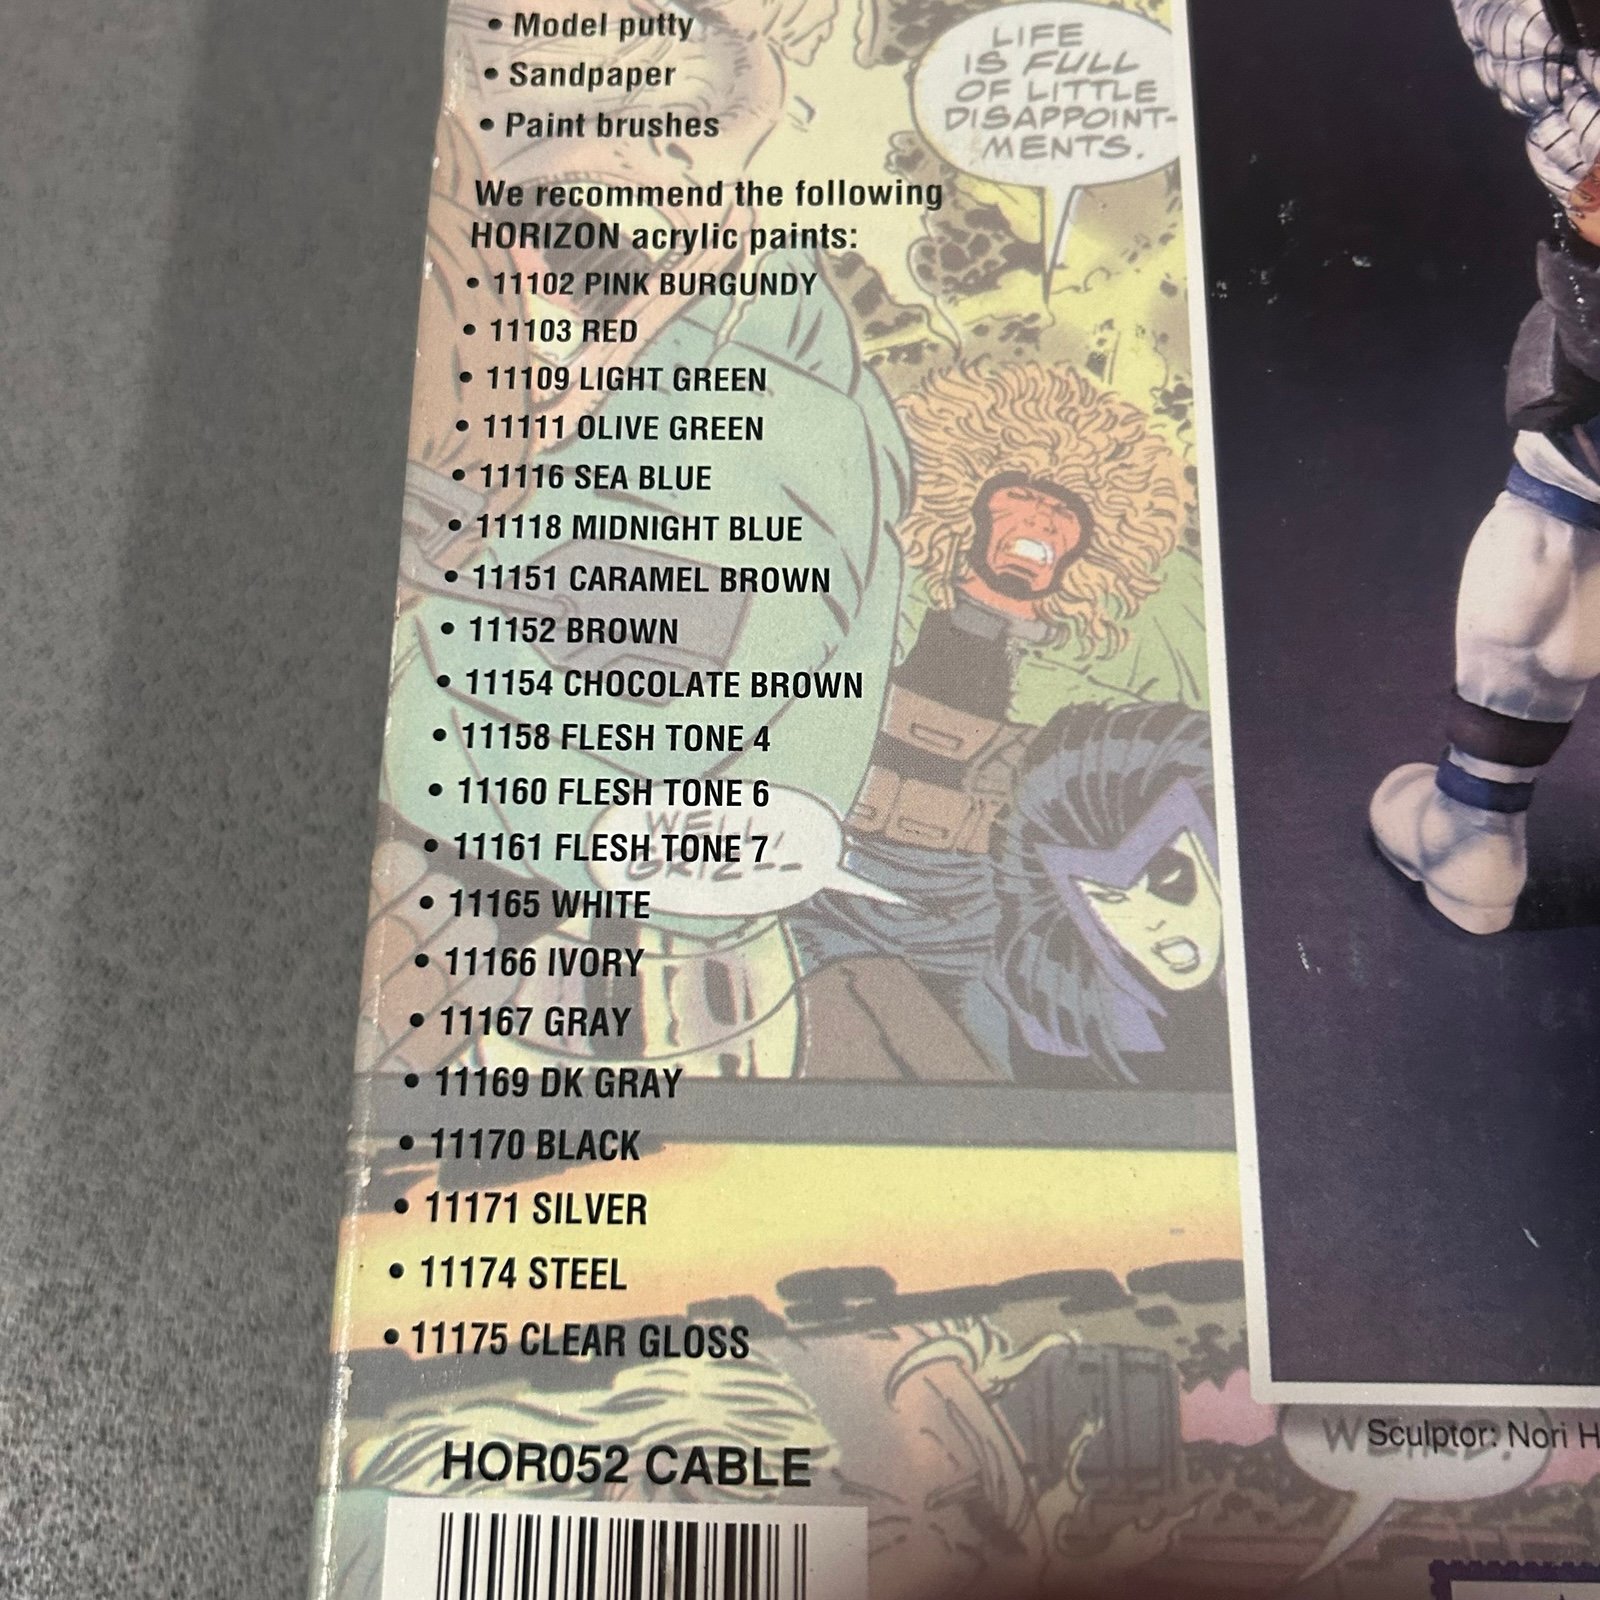 • Model putty
• Sandpaper
• Paint brushes
We recommend the following
HORIZON acrylic paints:
• 11102 PINK BURGUNDY
• 11103 RED
• 11109 LIGHT GREEN
• 11111 OLIVE GREEN
• 11116 SEA BLUE
• 11118 MIDNIGHT BLUE
• 11151 CARAMEL BROWN
• 11152 BROWN
• 11154 CHOCOLATE BROWN
• 11158 FLESH TONE 4
• 11160 FLESH TONE 6
• 11161 FLESH TONE 7
• 11165 WHITE
• 11166 IVORY
• 11167 GRAY
• 11169 DK GRAY
• 11170 BLACK
• 11171 SILVER
• 11174 STEEL
• 11175 CLEAR GLOSS
HOR052 CABLE
LIFE
IS FULL
OF LITTLE
DISAPPOINT-
MENTS.
WELL,
GRIZ--
Sculptor: Nori H